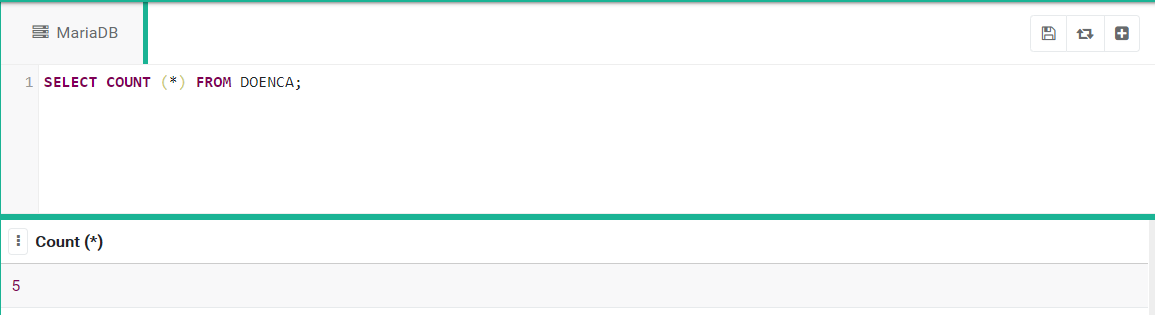 MariaDB
1 SELECT COUNT (*) FROM DOENCA;
Count (*)
5